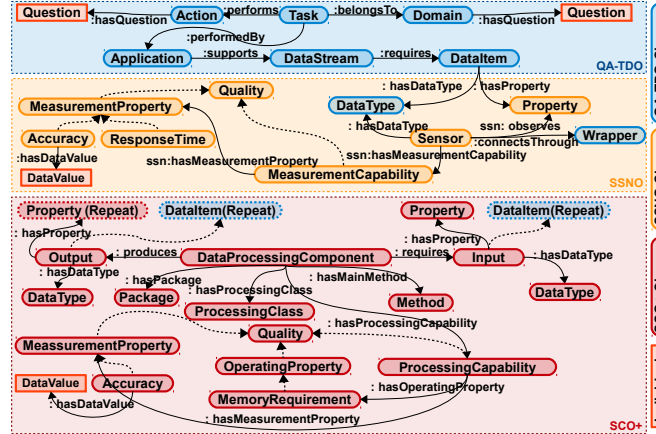 Question Action :performs Task :belongsTo Domain Question
:hasQuestion :hasQuestion
:performedBy
Application :supports DataStream :requires DataItem
QA-TDO
Quality : hasDataType : hasProperty
MeasurementProperty DataType Property
: hasDataType ssn: observes
Accuracy ResponseTime Sensor Wrapper
:connectsThrough
:hasDataValue ssn:hasMeasurementProperty ssn:hasMeasurementCapability
DataValue MeasurementCapability
SSNO
Property (Repeat) DataItem(Repeat) Property DataItem(Repeat)
: hasProperty : hasProperty
Output : produces DataProcessingComponent : requires Input : hasDataType
: hasDataType : hasPackage : hasMainMethod
: hasProcessingClass
DataType Package Method DataType
ProcessingClass
: hasProcessingCapability
Quality
MeassurementProperty
OperatingProperty ProcessingCapability
DataValue Accuracy : hasOperatingProperty
MemoryRequirement
: hasDataValue
: hasMeasurementProperty
SCO+